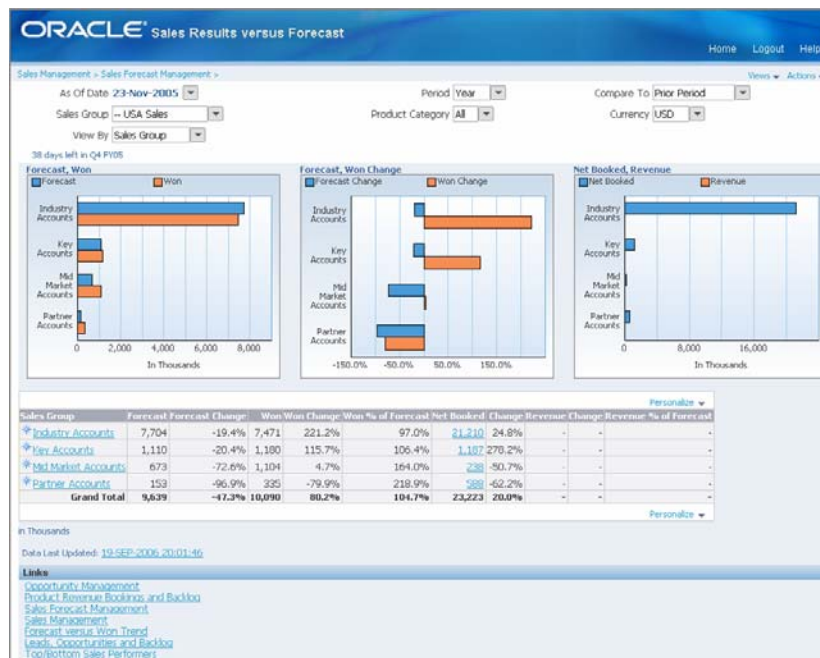 ORACLE Sales Results versus Forecast
Home Logout Help
Sales Management > Sales Forecast Management >
Views Actions
As Of Date 23-Nov-2005 Period Year Compare To Prior Period
Sales Group -- USA Sales Product Category All Currency USD
View By Sales Group
38 days left in Q4 FY05
Forecast, Won
Forecast Won
Industry Accounts
Key Accounts
Mid Market Accounts
Partner Accounts
0 2,000 4,000 6,000 8,000
In Thousands
Forecast, Won Change
Forecast Change Won Change
Industry Accounts
Key Accounts
Mid Market Accounts
Partner Accounts
-150.0% -50.0% 50.0% 150.0%
Net Booked, Revenue
Net Booked Revenue
Industry Accounts
Key Accounts
Mid Market Accounts
Partner Accounts
0 8,000 16,000
In Thousands
Personalize
Sales Group Forecast Forecast Change Won Won Change Won % of Forecast Net Booked Change Revenue Change Revenue % of Forecast
Industry Accounts 7,704 -19.4% 7,471 221.2% 97.0% 21,210 24.8% - - -
Key Accounts 1,110 -20.4% 1,180 115.7% 106.4% 1,187 278.2% - - -
Mid Market Accounts 673 -72.6% 1,104 4.7% 164.0% 238 -50.7% - - -
Partner Accounts 153 -96.9% 335 -79.9% 218.9% 588 -62.2% - - -
Grand Total 9,639 -47.3% 10,090 80.2% 104.7% 23,223 20.0% - - -
Personalize
in Thousands
Data Last Updated: 19-SEP-2006 20:01:46
Links
Opportunity Management
Product Revenue Bookings and Backlog
Sales Forecast Management
Sales Management
Forecast versus Won Trend
Leads, Opportunities and Backlog
Top/Bottom Sales Performers